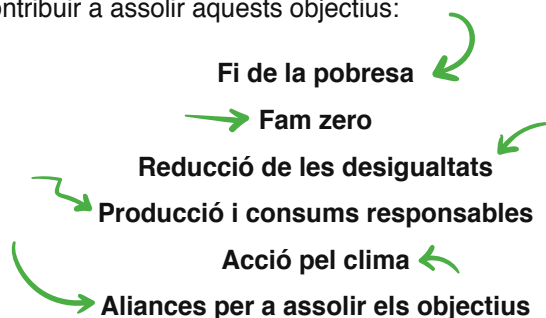 contribuir a assolir aquests objectius:
Fi de la pobresa
Fam zero
Reducció de les desigualtats
Producció i consums responsables
Acció pel clima
Aliances per a assolir els objectius